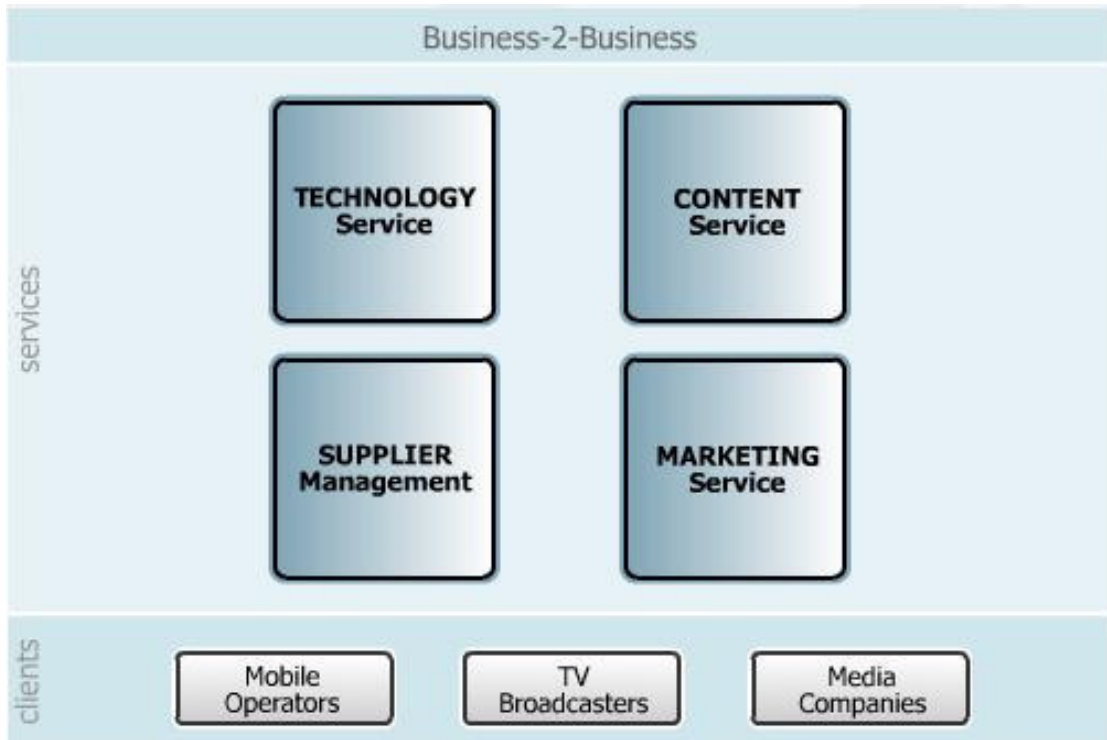 Business-2-Business
services
TECHNOLOGY
Service
CONTENT
Service
SUPPLIER
Management
MARKETING
Service
clients
Mobile
Operators
TV
Broadcasters
Media
Companies